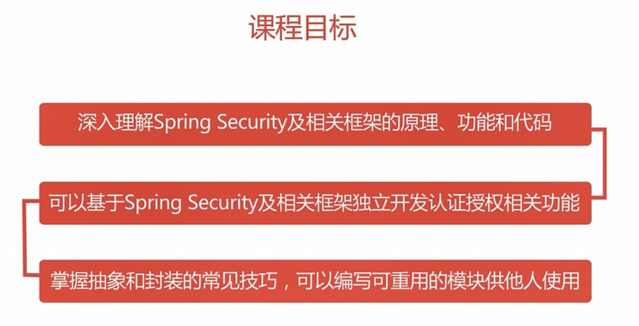 课程目标
深入理解Spring Security及相关框架的原理、功能和代码
可以基于Spring Security及相关框架独立开发认证授权相关功能
掌握抽象和封装的常见技巧，可以编写可重用的模块供他人使用